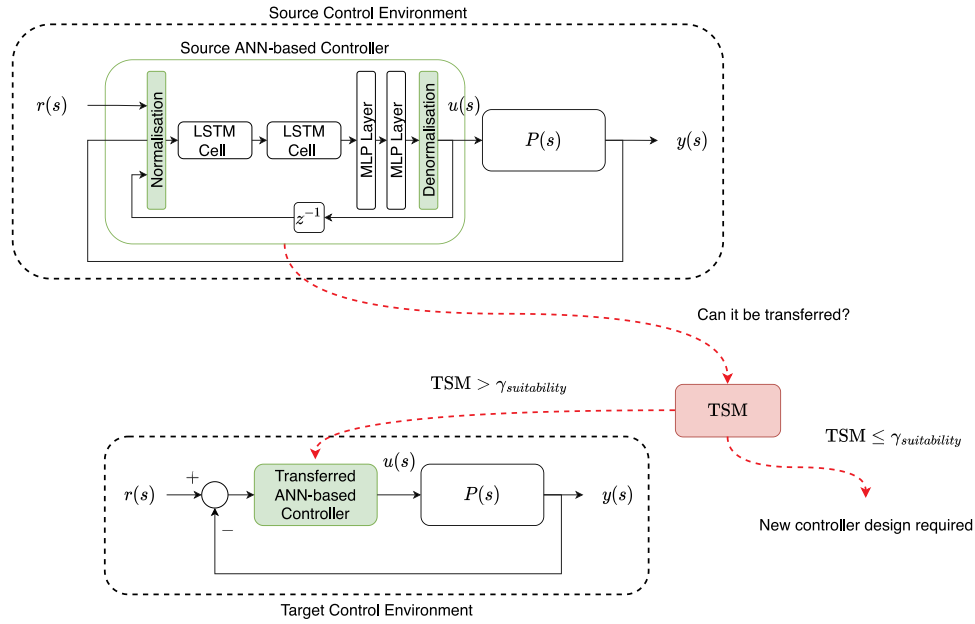 Source Control Environment
Source ANN-based Controller
r(s)
Normalisation
LSTM
Cell
LSTM
Cell
MLP Layer
MLP Layer
Denormalisation
u(s)
P(s)
y(s)
z⁻¹
Can it be transferred?
TSM > γ_{suitability}
TSM
TSM ≤ γ_{suitability}
New controller design required
r(s)
+
−
Transferred
ANN-based
Controller
u(s)
P(s)
y(s)
Target Control Environment